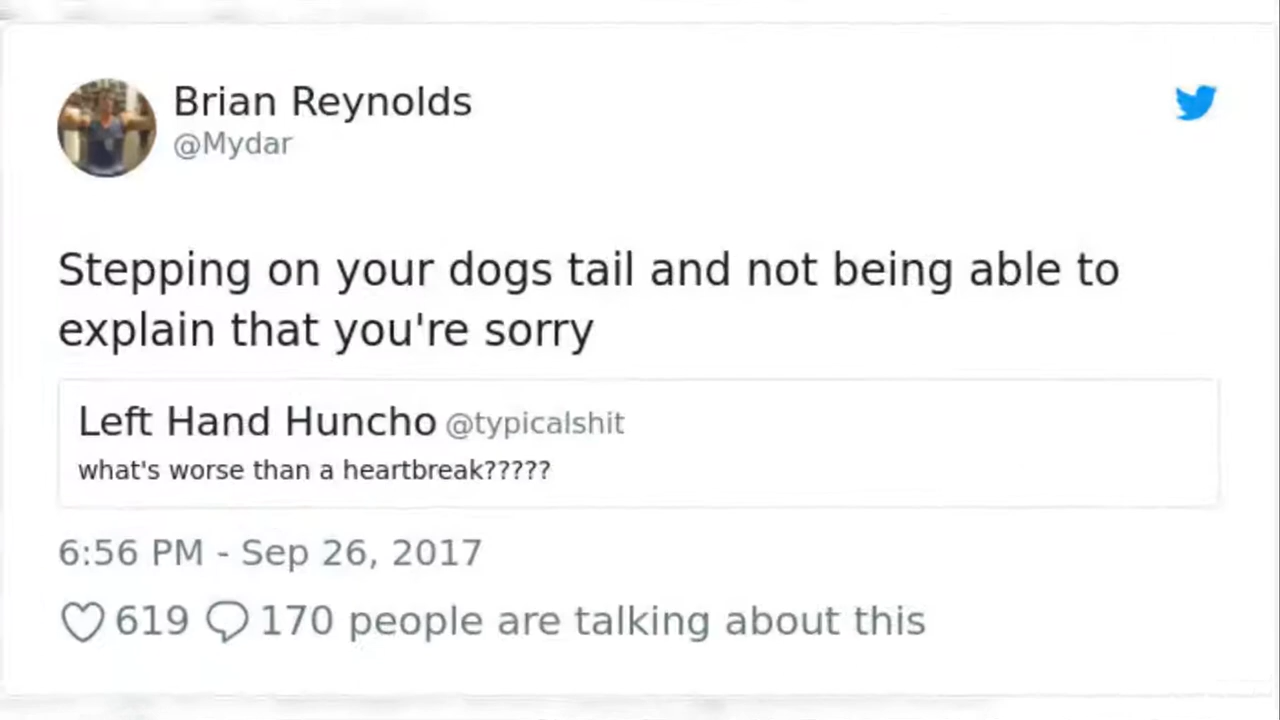 Brian Reynolds
@Mydar
Stepping on your dogs tail and not being able to
explain that you're sorry
Left Hand Huncho @typicalshit
what's worse than a heartbreak?????
6:56 PM - Sep 26, 2017
619 170 people are talking about this